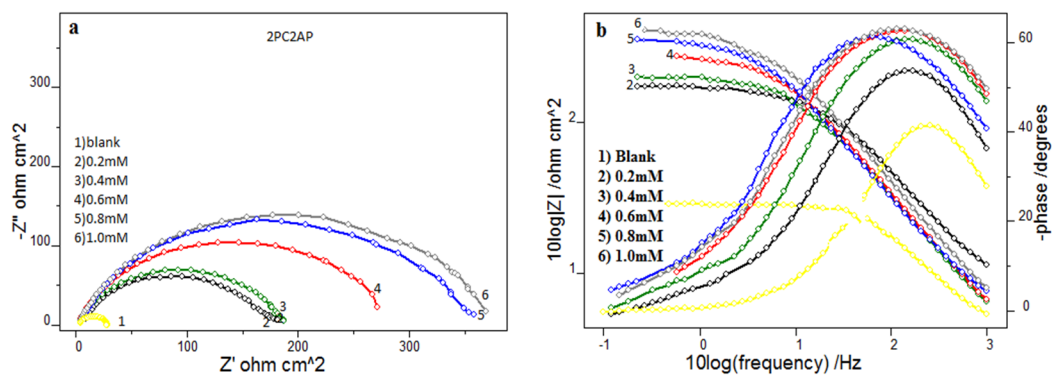 a
2PC2AP
-Z'' ohm cm^2
300
200
100
0
1)blank
2)0.2mM
3)0.4mM
4)0.6mM
5)0.8mM
6)1.0mM
1
2
3
4
5
6
0
100
200
300
Z' ohm cm^2
b
10log|Z| /ohm cm^2
2
1
6
5
4
3
2
1) Blank
2) 0.2mM
3) 0.4mM
4) 0.6mM
5) 0.8mM
6) 1.0mM
60
40
20
0
-phase /degrees
-1
0
1
2
3
10log(frequency) /Hz